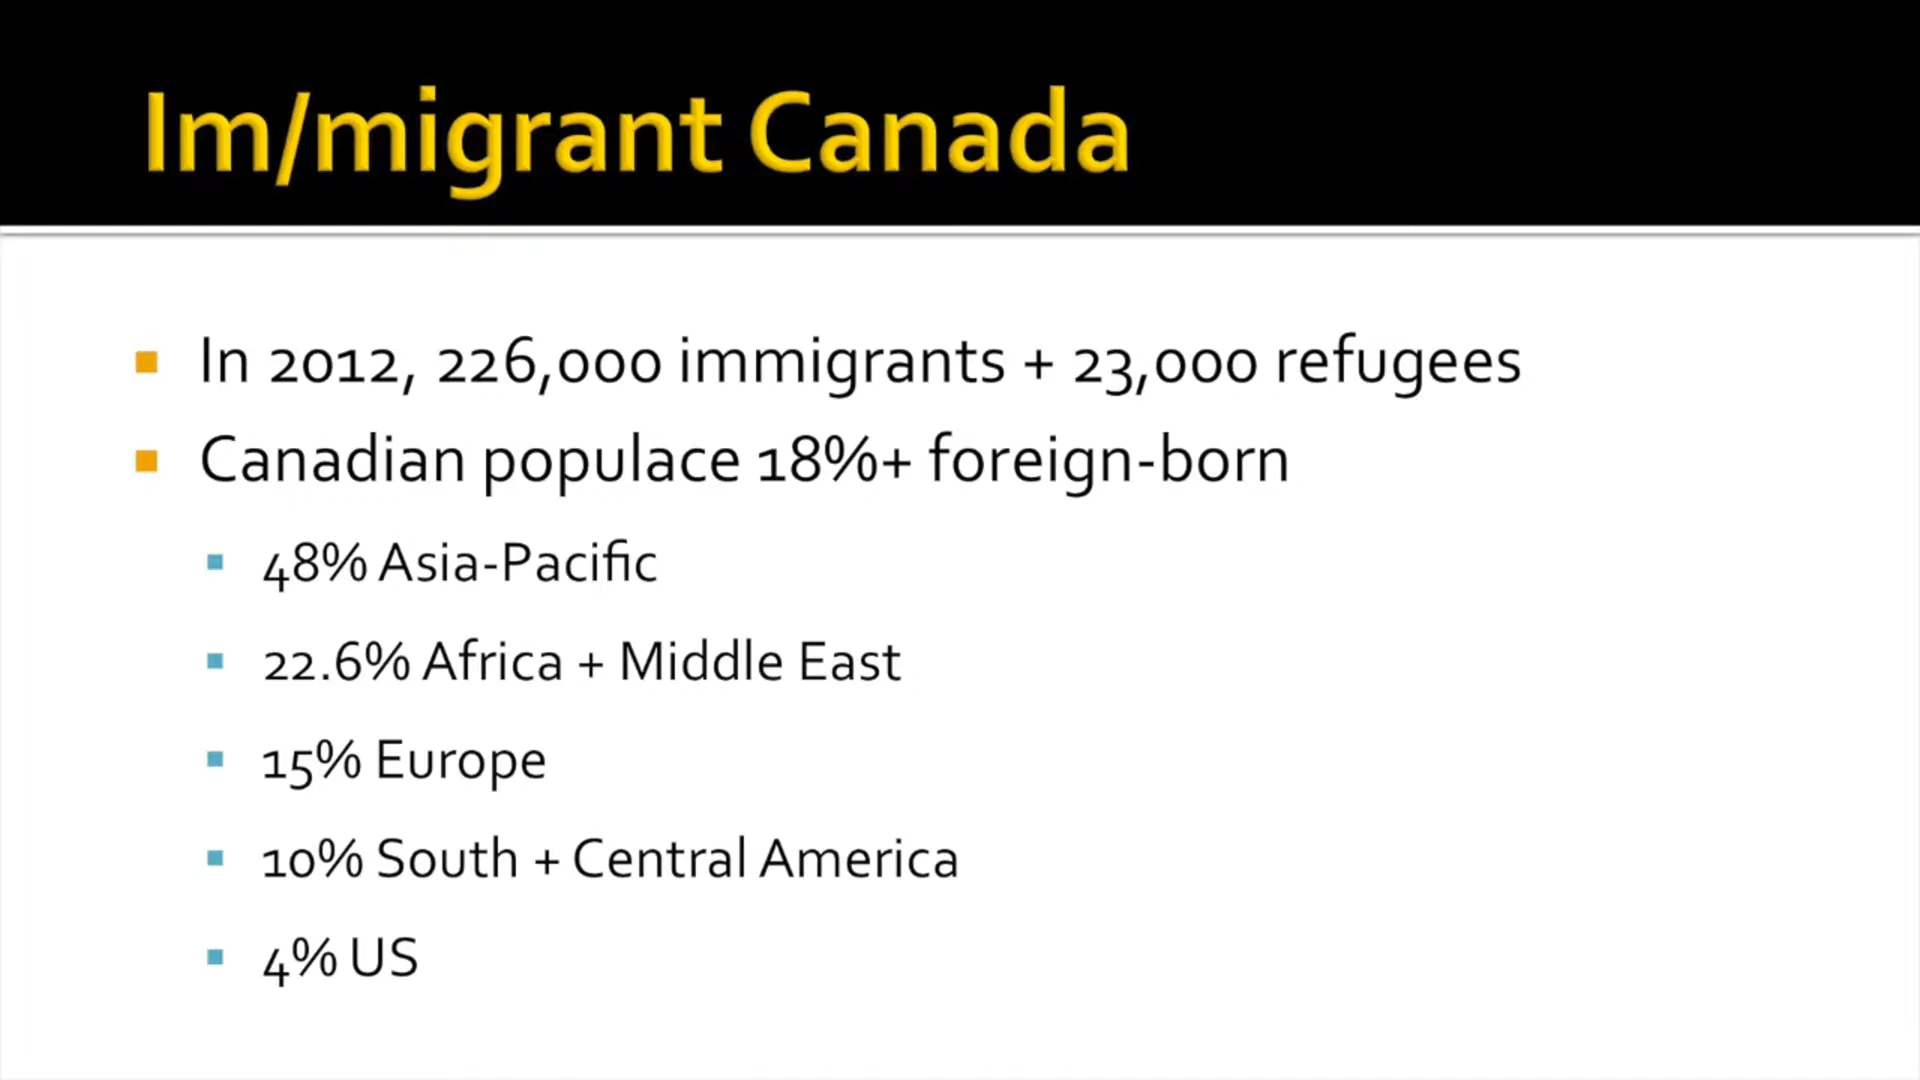 Im/migrant Canada
In 2012, 226,000 immigrants + 23,000 refugees
Canadian populace 18%+ foreign-born
48% Asia-Pacific
22.6% Africa + Middle East
15% Europe
10% South + Central America
4% US